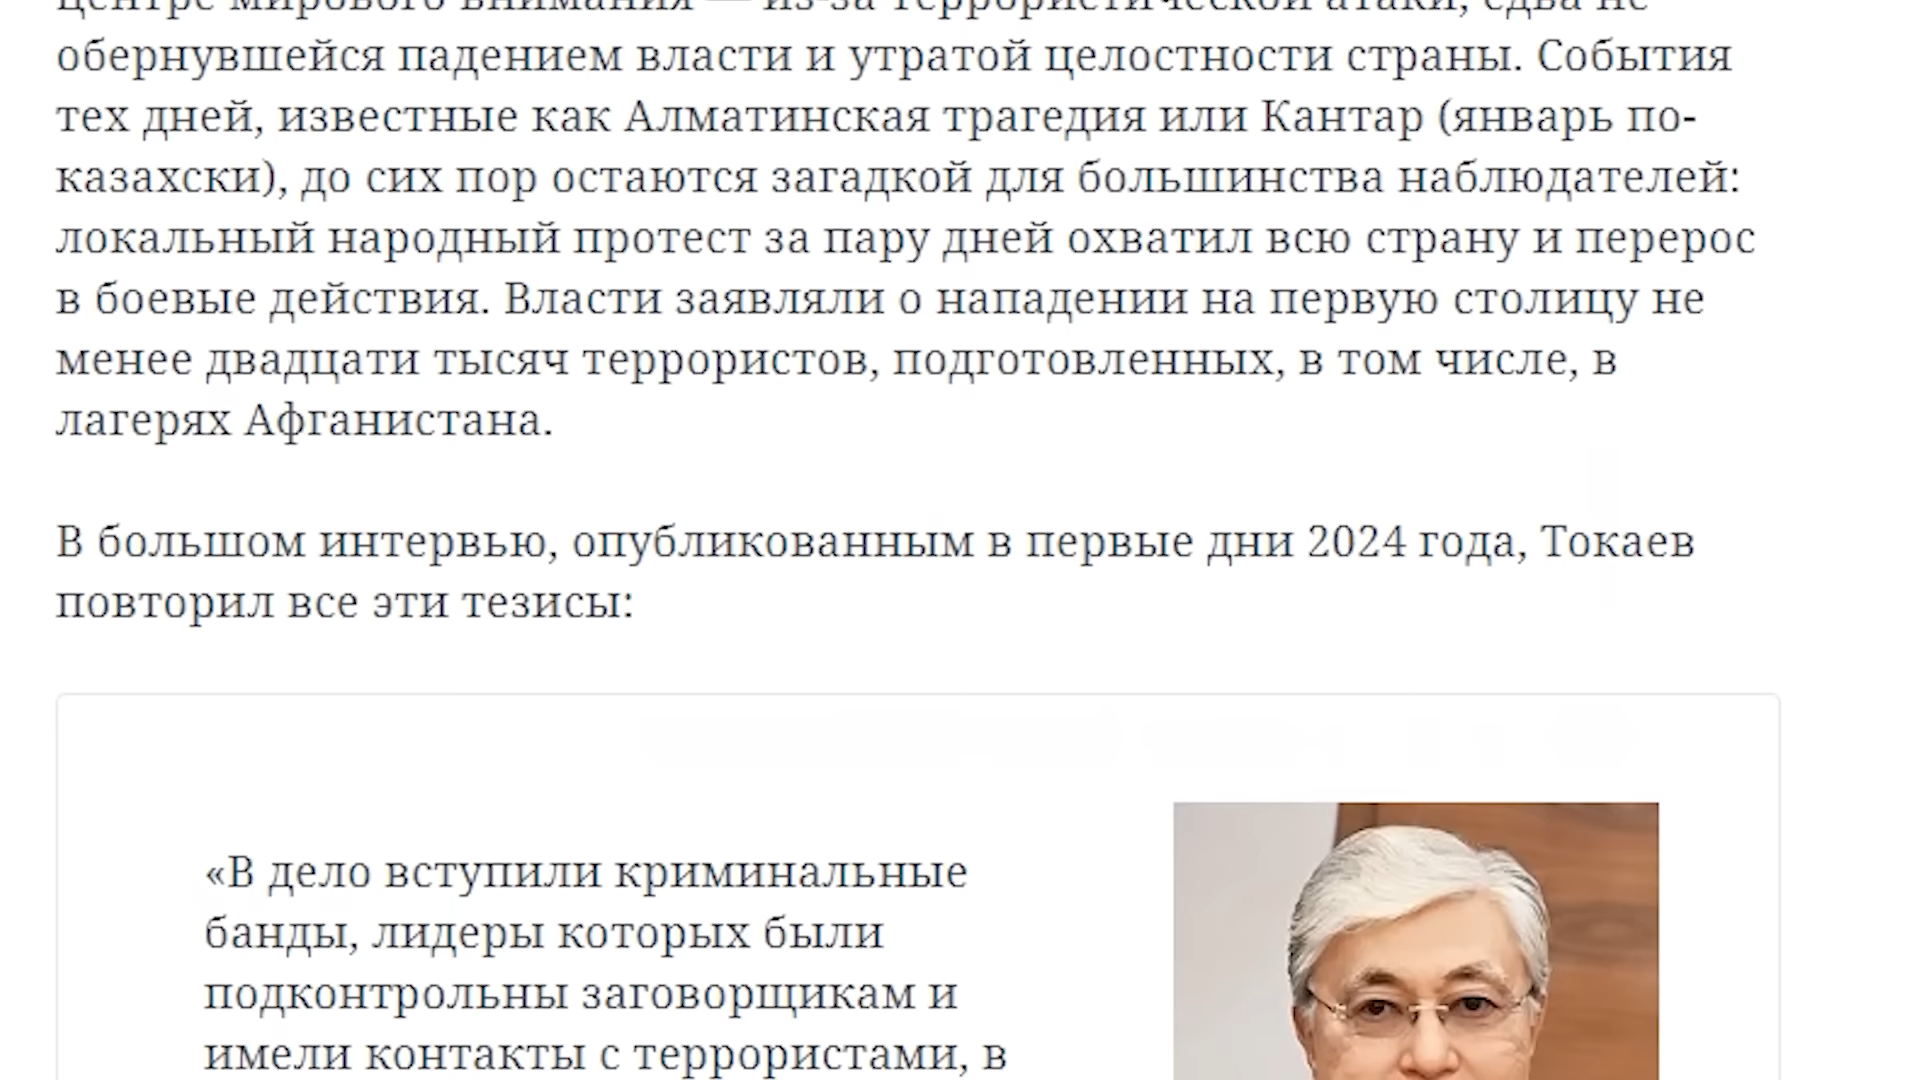 центре мирового внимания — из-за террористической атаки, едва не
обернувшейся падением власти и утратой целостности страны. События
тех дней, известные как Алматинская трагедия или Кантар (январь по-
казахски), до сих пор остаются загадкой для большинства наблюдателей:
локальный народный протест за пару дней охватил всю страну и перерос
в боевые действия. Власти заявляли о нападении на первую столицу не
менее двадцати тысяч террористов, подготовленных, в том числе, в
лагерях Афганистана.
В большом интервью, опубликованным в первые дни 2024 года, Токаев
повторил все эти тезисы:
«В дело вступили криминальные
банды, лидеры которых были
подконтрольны заговорщикам и
имели контакты с террористами, в